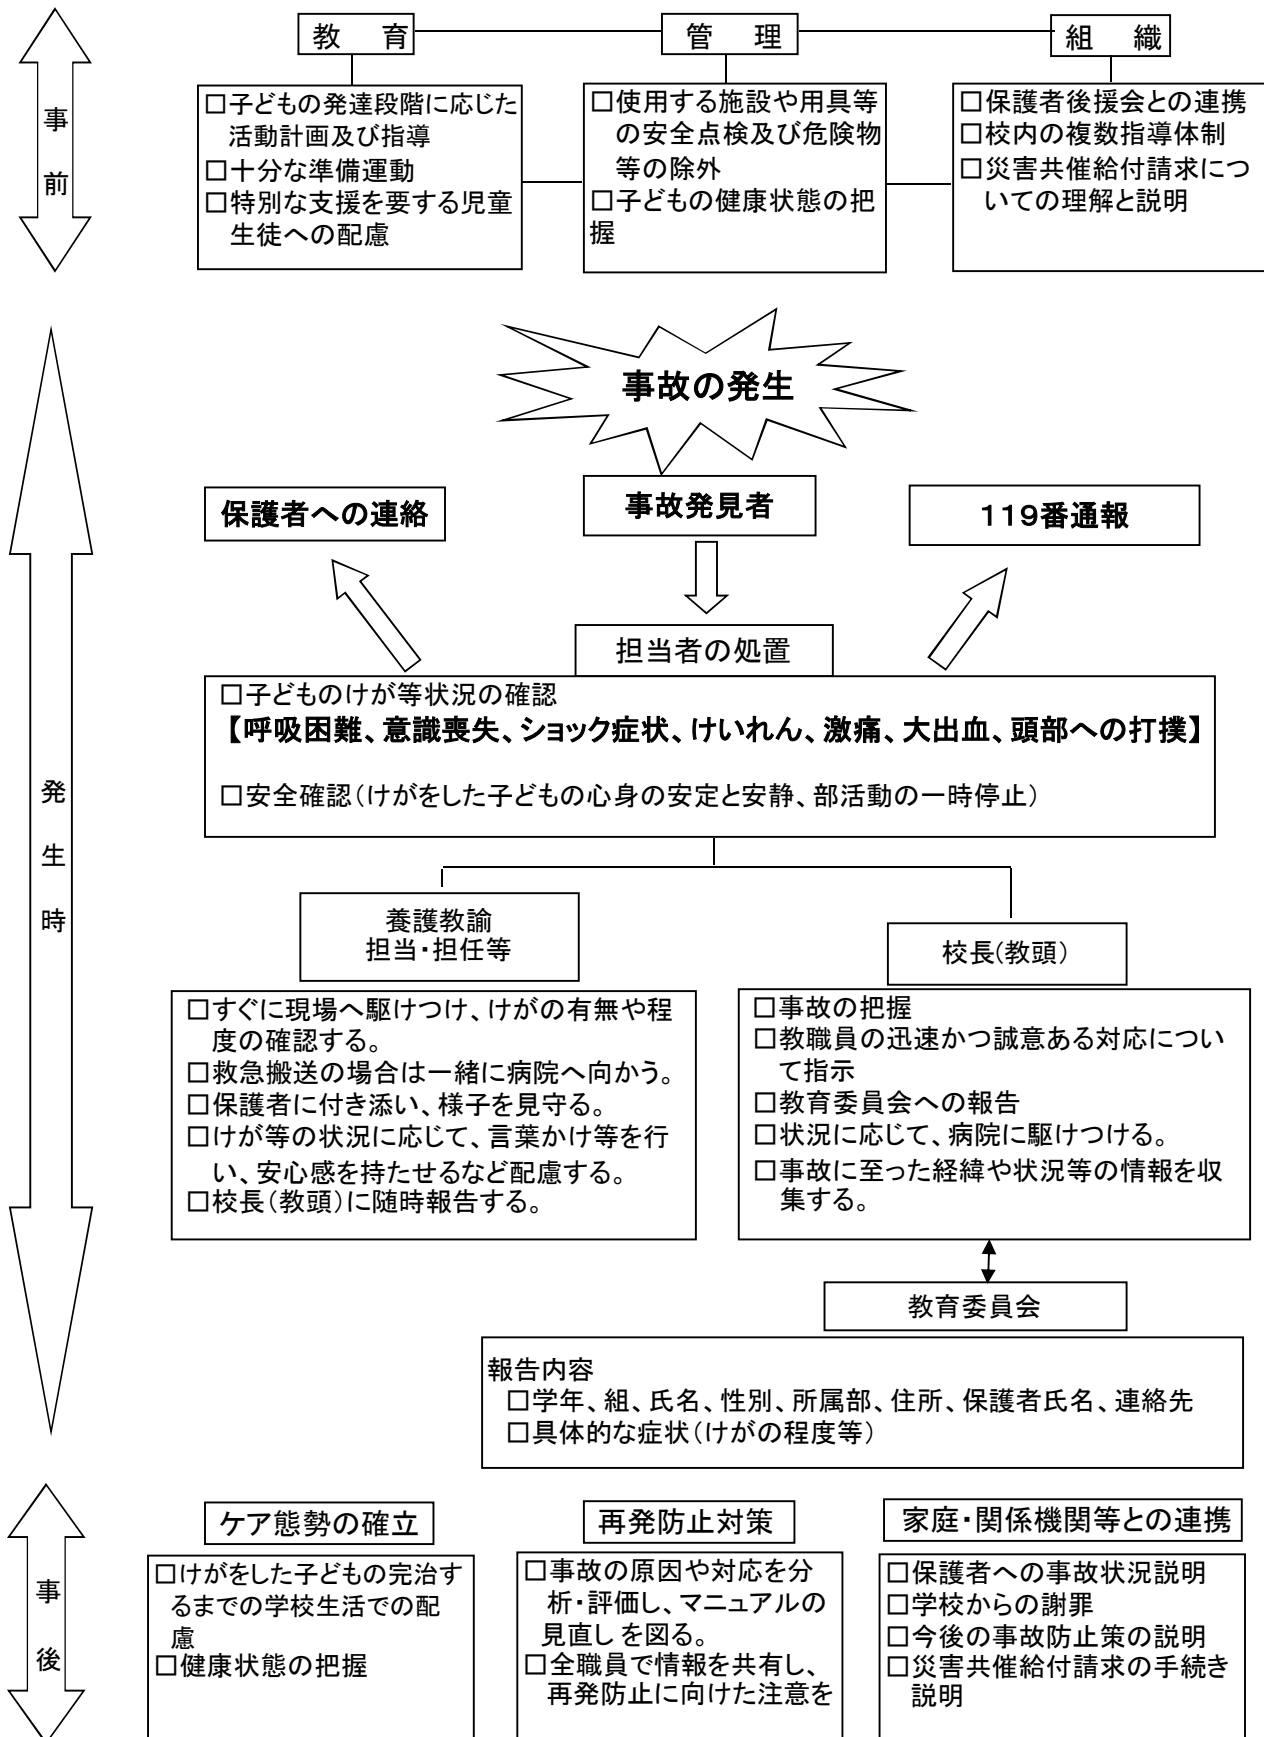 事前
教　育
管　理
組　織
□子どもの発達段階に応じた
活動計画及び指導
□十分な準備運動
□特別な支援を要する児童
生徒への配慮
□使用する施設や用具等
の安全点検及び危険物
等の除外
□子どもの健康状態の把
握
□保護者後援会との連携
□校内の複数指導体制
□災害共催給付請求につ
いての理解と説明
発生時
事故の発生
保護者への連絡
事故発見者
119番通報
担当者の処置
□子どものけが等状況の確認
【呼吸困難、意識喪失、ショック症状、けいれん、激痛、大出血、頭部への打撲】
□安全確認（けがをした子どもの心身の安定と安静、部活動の一時停止）
養護教諭
担当・担任等
校長(教頭）
□すぐに現場へ駆けつけ、けがの有無や程
度の確認する。
□救急搬送の場合は一緒に病院へ向かう。
□保護者に付き添い、様子を見守る。
□けが等の状況に応じて、言葉かけ等を行
い、安心感を持たせるなど配慮する。
□校長（教頭）に随時報告する。
□事故の把握
□教職員の迅速かつ誠意ある対応につい
て指示
□教育委員会への報告
□状況に応じて、病院に駆けつける。
□事故に至った経緯や状況等の情報を収
集する。
教育委員会
報告内容
□学年、組、氏名、性別、所属部、住所、保護者氏名、連絡先
□具体的な症状（けがの程度等）
事後
ケア態勢の確立
再発防止対策
家庭・関係機関等との連携
□けがをした子どもの完治す
るまでの学校生活での配
慮
□健康状態の把握
□事故の原因や対応を分
析・評価し、マニュアルの
見直しを図る。
□全職員で情報を共有し、
再発防止に向けた注意を
□保護者への事故状況説明
□学校からの謝罪
□今後の事故防止策の説明
□災害共催給付請求の手続き
説明